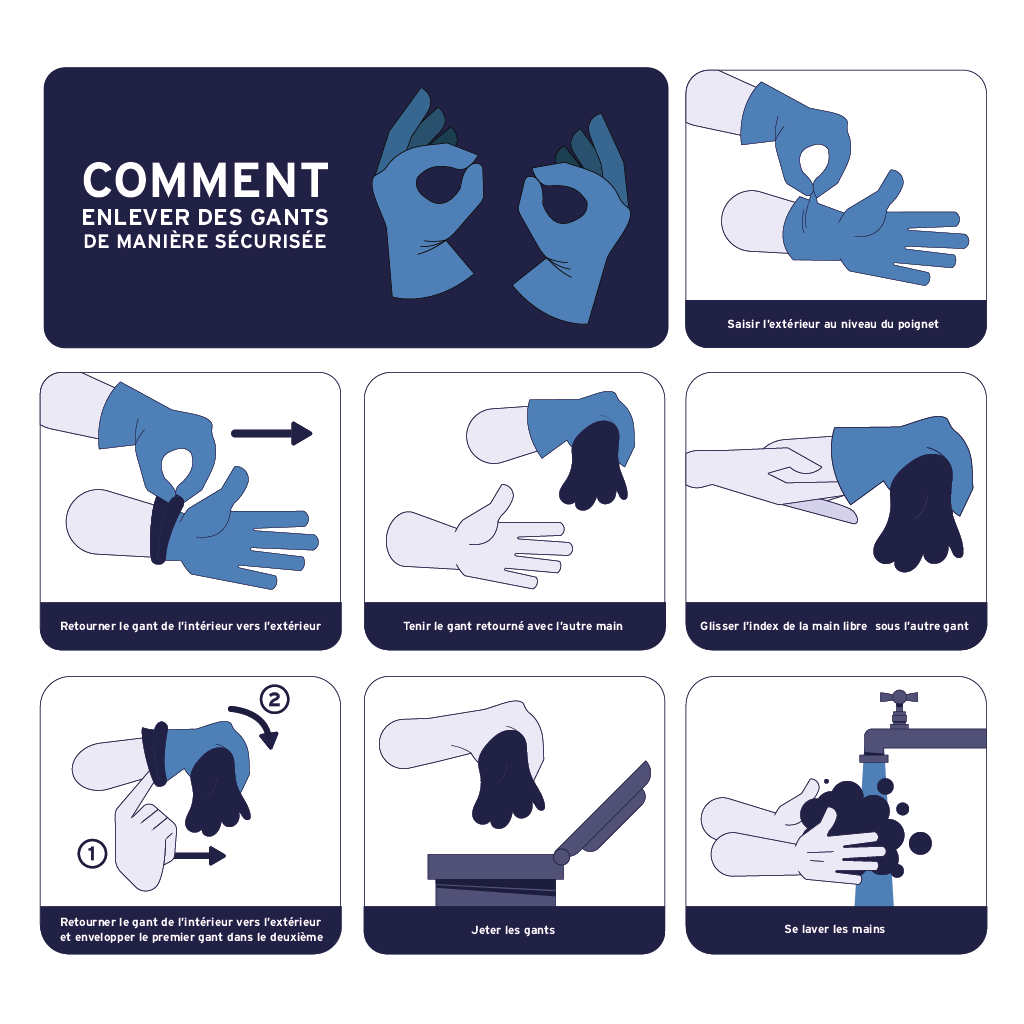 COMMENT
ENLEVER DES GANTS
DE MANIÈRE SÉCURISÉE
Saisir l'extérieur au niveau du poignet
Retourner le gant de l'intérieur vers l'extérieur
Tenir le gant retourné avec l'autre main
Glisser l'index de la main libre sous l'autre gant
2
1
Retourner le gant de l'intérieur vers l'extérieur
et envelopper le premier gant dans le deuxième
Jeter les gants
Se laver les mains